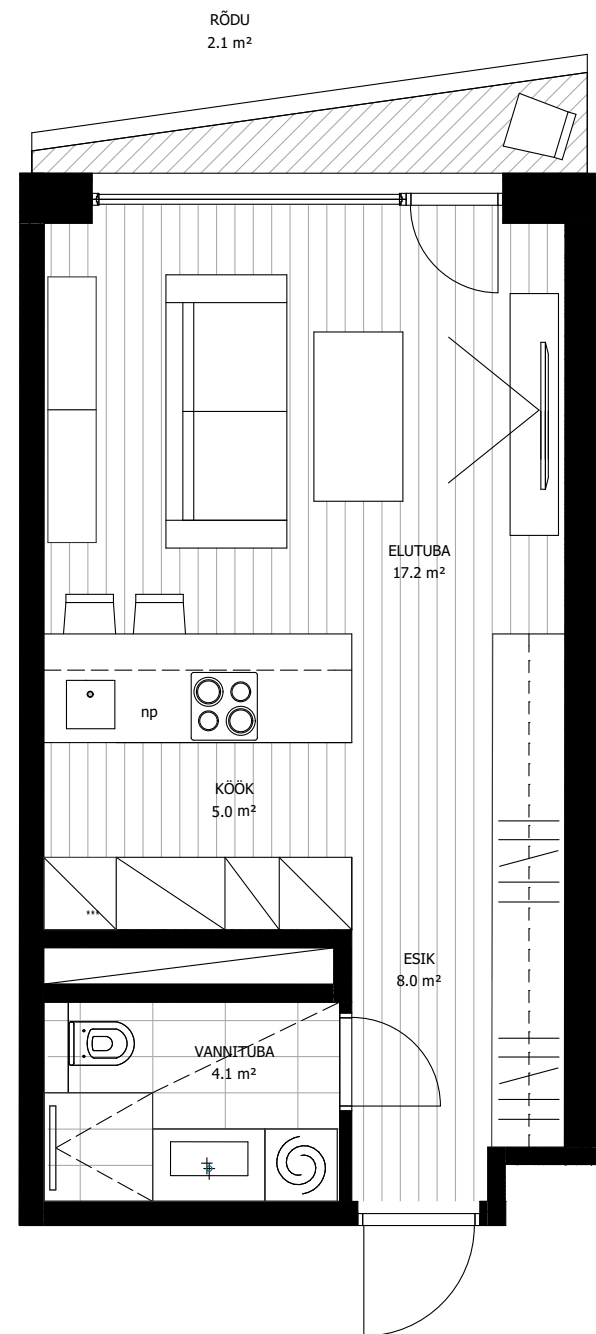 RÕDU
2.1 m²
ELUTUBA
17.2 m²
np
KÖÖK
5.0 m²
***
ESIK
8.0 m²
VANNITUBA
4.1 m²